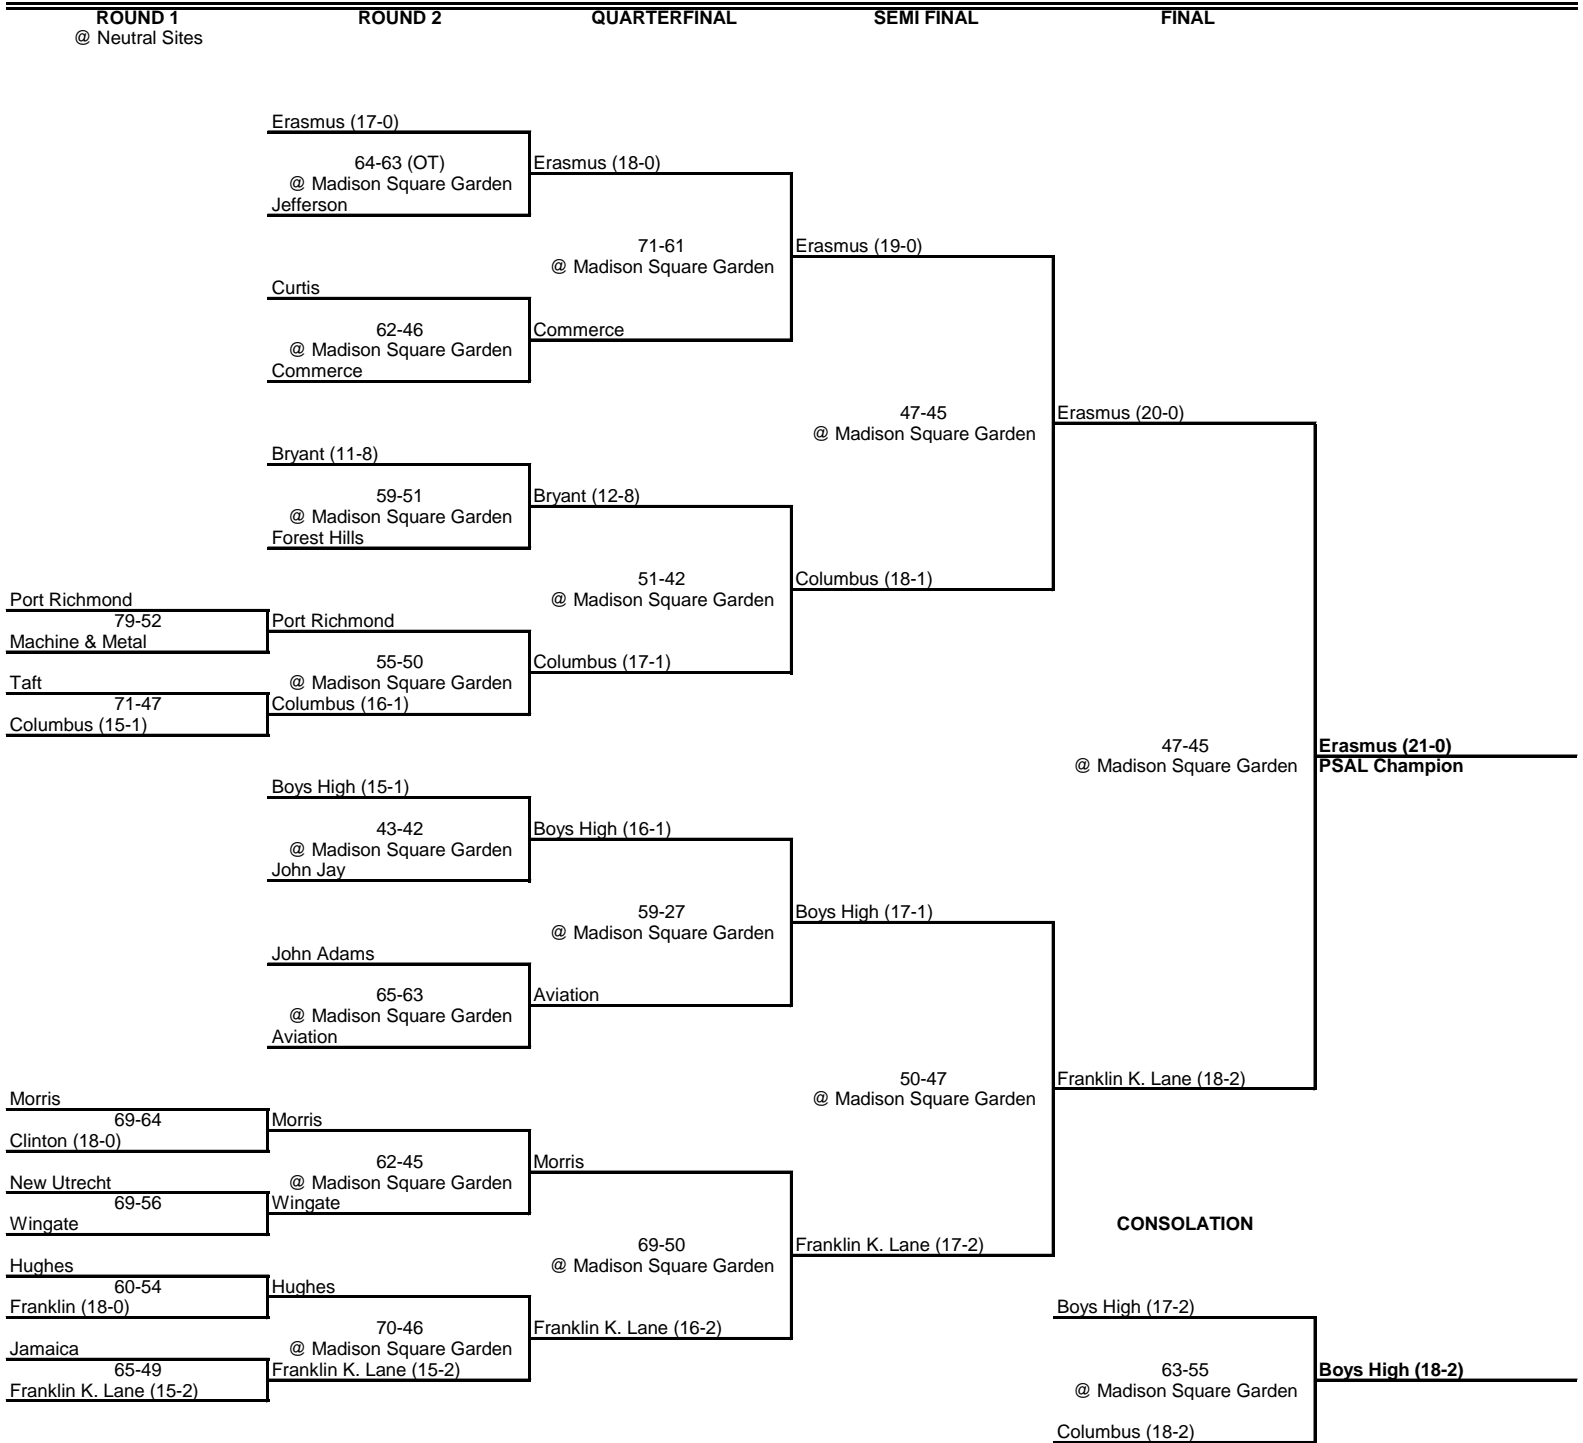 ROUND 1
@ Neutral Sites
ROUND 2
QUARTERFINAL
SEMI FINAL
FINAL
Erasmus (17-0)
64-63 (OT)
@ Madison Square Garden
Jefferson
Erasmus (18-0)
71-61
@ Madison Square Garden
Erasmus (19-0)
Curtis
62-46
@ Madison Square Garden
Commerce
Commerce
47-45
@ Madison Square Garden
Erasmus (20-0)
Bryant (11-8)
59-51
@ Madison Square Garden
Forest Hills
Bryant (12-8)
51-42
@ Madison Square Garden
Columbus (18-1)
Port Richmond
79-52
Machine & Metal
Port Richmond
55-50
@ Madison Square Garden
Columbus (16-1)
Columbus (17-1)
Taft
71-47
Columbus (15-1)
47-45
@ Madison Square Garden
Erasmus (21-0)
PSAL Champion
Boys High (15-1)
43-42
@ Madison Square Garden
John Jay
Boys High (16-1)
59-27
@ Madison Square Garden
Boys High (17-1)
John Adams
65-63
@ Madison Square Garden
Aviation
Aviation
50-47
@ Madison Square Garden
Franklin K. Lane (18-2)
Morris
69-64
Clinton (18-0)
Morris
62-45
@ Madison Square Garden
Wingate
Morris
New Utrecht
69-56
Wingate
69-50
@ Madison Square Garden
Franklin K. Lane (17-2)
Hughes
60-54
Franklin (18-0)
Hughes
70-46
@ Madison Square Garden
Franklin K. Lane (15-2)
Franklin K. Lane (16-2)
Jamaica
65-49
Franklin K. Lane (15-2)
CONSOLATION
Boys High (17-2)
63-55
@ Madison Square Garden
Columbus (18-2)
Boys High (18-2)